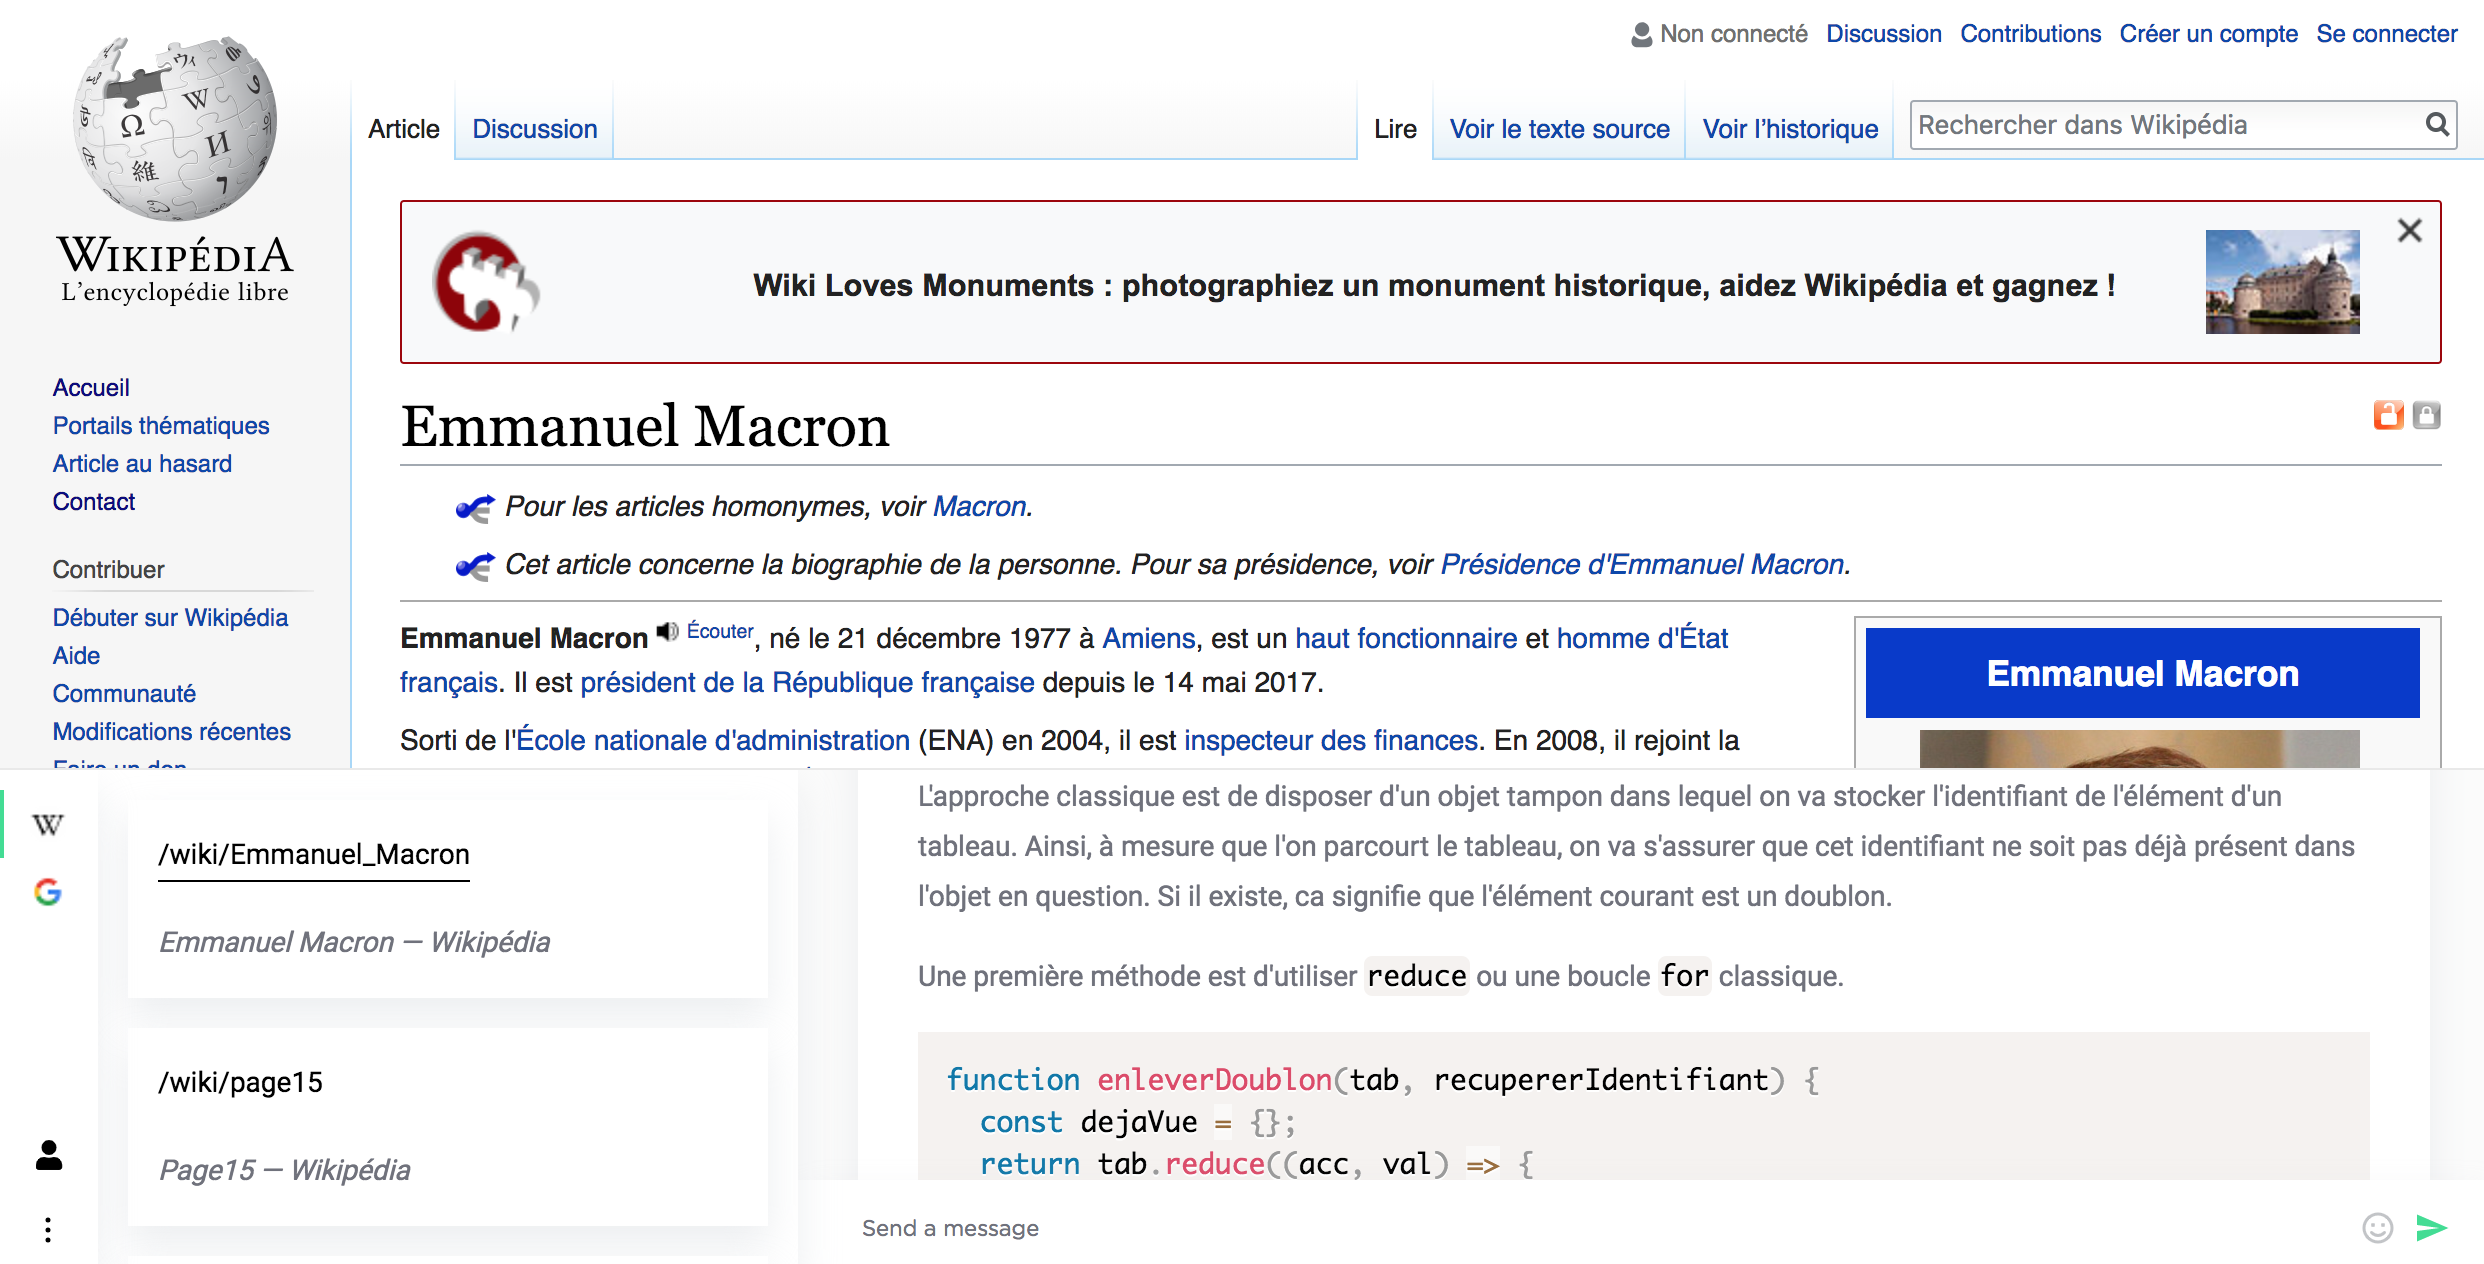 Non connecté Discussion Contributions Créer un compte Se connecter
Article Discussion Lire Voir le texte source Voir l'historique Rechercher dans Wikipédia
WIKIPÉDIA
L'encyclopédie libre
Wiki Loves Monuments : photographiez un monument historique, aidez Wikipédia et gagnez !
Accueil
Portails thématiques
Article au hasard
Contact
Contribuer
Débuter sur Wikipédia
Aide
Communauté
Modifications récentes
Faire un don
Emmanuel Macron
Pour les articles homonymes, voir Macron.
Cet article concerne la biographie de la personne. Pour sa présidence, voir Présidence d'Emmanuel Macron.
Emmanuel Macron Écouter, né le 21 décembre 1977 à Amiens, est un haut fonctionnaire et homme d'État
français. Il est président de la République française depuis le 14 mai 2017.
Sorti de l'École nationale d'administration (ENA) en 2004, il est inspecteur des finances. En 2008, il rejoint la
Emmanuel Macron
/wiki/Emmanuel_Macron
Emmanuel Macron — Wikipédia
/wiki/page15
Page15 — Wikipédia
L'approche classique est de disposer d'un objet tampon dans lequel on va stocker l'identifiant de l'élément d'un
tableau. Ainsi, à mesure que l'on parcourt le tableau, on va s'assurer que cet identifiant ne soit pas déjà présent dans
l'objet en question. Si il existe, ca signifie que l'élément courant est un doublon.
Une première méthode est d'utiliser reduce ou une boucle for classique.
function enleverDoublon(tab, recupererIdentifiant) {
const dejaVue = {};
return tab.reduce((acc, val) => {
Send a message